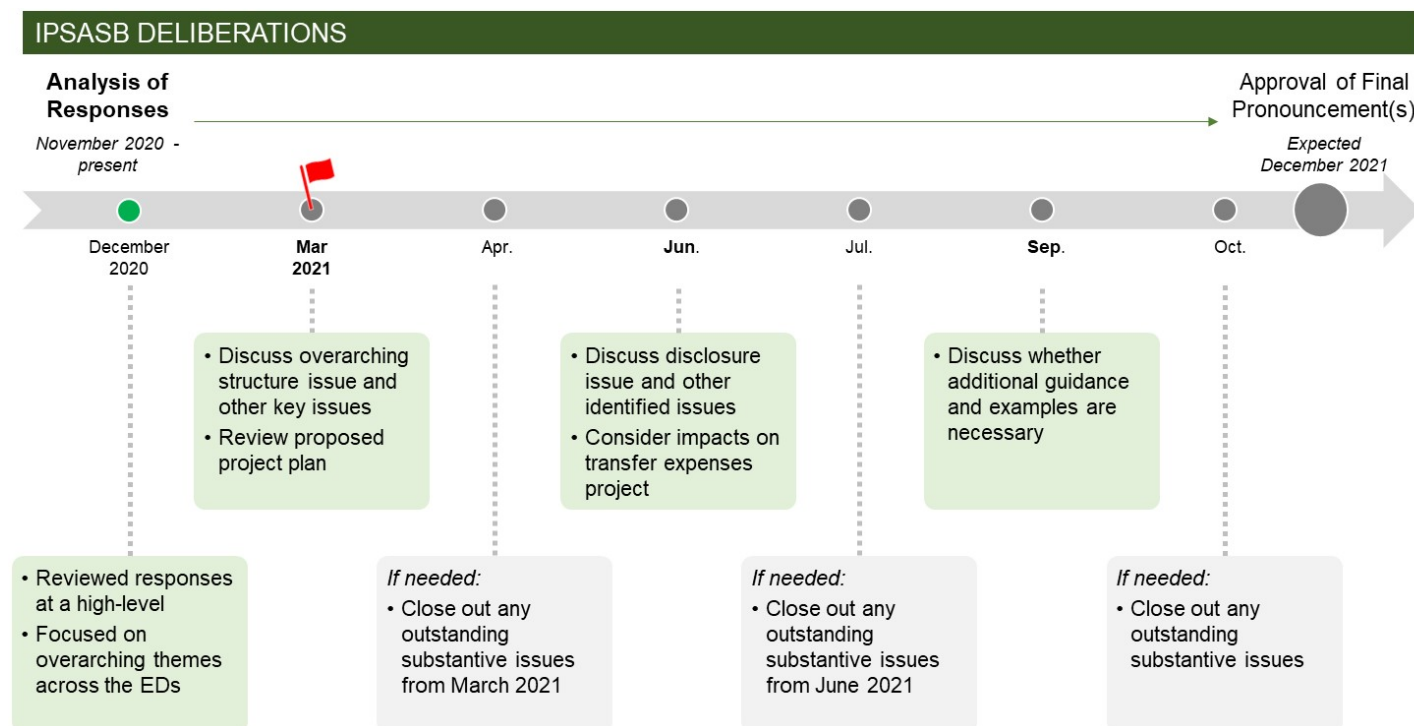 IPSASB DELIBERATIONS
Analysis of
Responses
November 2020 -
present
Approval of Final
Pronouncement(s)
Expected
December 2021
December
2020
Mar
2021
Apr.
Jun.
Jul.
Sep.
Oct.
• Discuss overarching
structure issue and
other key issues
• Review proposed
project plan
• Discuss disclosure
issue and other
identified issues
• Consider impacts on
transfer expenses
project
• Discuss whether
additional guidance
and examples are
necessary
• Reviewed responses
at a high-level
• Focused on
overarching themes
across the EDs
If needed:
• Close out any
outstanding
substantive issues
from March 2021
If needed:
• Close out any
outstanding
substantive issues
from June 2021
If needed:
• Close out any
outstanding
substantive issues